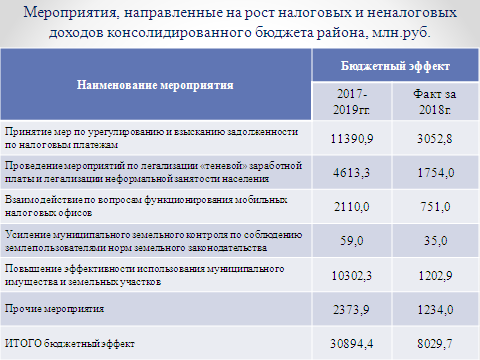 Мероприятия, направленные на рост налоговых и неналоговых
доходов консолидированного бюджета района, млн.руб.
Наименование мероприятия
Бюджетный эффект
2017-
2019гг.
Факт за
2018г.
Принятие мер по урегулированию и взысканию задолженности
по налоговым платежам
11390,9
3052,8
Проведение мероприятий по легализации «теневой» заработной
платы и легализации неформальной занятости населения
4613,3
1754,0
Взаимодействие по вопросам функционирования мобильных
налоговых офисов
2110,0
751,0
Усиление муниципального земельного контроля по соблюдению
землепользователями норм земельного законодательства
59,0
35,0
Повышение эффективности использования муниципального
имущества и земельных участков
10302,3
1202,9
Прочие мероприятия
2373,9
1234,0
ИТОГО бюджетный эффект
30894,4
8029,7